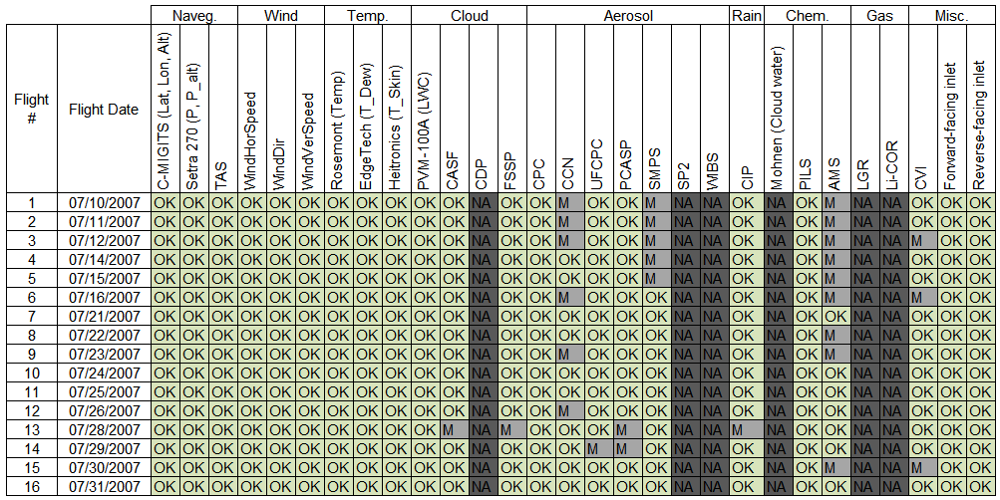 Naveg. Wind Temp. Cloud Aerosol Rain Chem. Gas Misc.
Flight # Flight Date C-MIGITS (Lat, Lon, Alt) Setra 270 (P, P_alt) TAS WindHorSpeed WindDir WindVerSpeed Rosemont (Temp) EdgeTech (T_Dew) Heitronics (T_Skin) PVM-100A (LWC) CASF CDP FSSP CPC CCN UFCPC PCASP SMPS SP2 WIBS CIP Mohnen (Cloud water) PILS AMS LGR Li-COR CVI Forward-facing inlet Reverse-facing inlet
1 07/10/2007 OK OK OK OK OK OK OK OK OK OK OK NA OK OK M OK OK M NA NA OK NA OK M NA NA OK OK OK
2 07/11/2007 OK OK OK OK OK OK OK OK OK OK OK NA OK OK M OK OK M NA NA OK NA OK M NA NA OK OK OK
3 07/12/2007 OK OK OK OK OK OK OK OK OK OK OK NA OK OK M OK OK M NA NA OK NA OK M NA NA M OK OK
4 07/14/2007 OK OK OK OK OK OK OK OK OK OK OK NA OK OK OK OK OK M NA NA OK NA OK M NA NA OK OK OK
5 07/15/2007 OK OK OK OK OK OK OK OK OK OK OK NA OK OK OK OK OK M NA NA OK NA OK M NA NA OK OK OK
6 07/16/2007 OK OK OK OK OK OK OK OK OK OK OK NA OK OK M OK OK OK NA NA OK NA OK M NA NA M OK OK
7 07/21/2007 OK OK OK OK OK OK OK OK OK OK OK NA OK OK OK OK OK OK NA NA OK NA OK OK NA NA OK OK OK
8 07/22/2007 OK OK OK OK OK OK OK OK OK OK OK NA OK OK OK OK OK OK NA NA OK NA OK M NA NA OK OK OK
9 07/23/2007 OK OK OK OK OK OK OK OK OK OK OK NA OK OK M OK OK OK NA NA OK NA OK M NA NA OK OK OK
10 07/24/2007 OK OK OK OK OK OK OK OK OK OK OK NA OK OK OK OK OK OK NA NA OK NA OK OK NA NA OK OK OK
11 07/25/2007 OK OK OK OK OK OK OK OK OK OK OK NA OK OK OK OK OK OK NA NA OK NA OK OK NA NA OK OK OK
12 07/26/2007 OK OK OK OK OK OK OK OK OK OK OK NA OK OK M OK OK OK NA NA OK NA OK OK NA NA OK OK OK
13 07/28/2007 OK OK OK OK OK OK OK OK OK OK M NA M OK OK OK M OK NA NA M NA OK OK NA NA OK OK OK
14 07/29/2007 OK OK OK OK OK OK OK OK OK OK OK NA OK OK OK M M OK NA NA OK NA OK OK NA NA OK OK OK
15 07/30/2007 OK OK OK OK OK OK OK OK OK OK OK NA OK OK OK OK OK OK NA NA OK NA OK M NA NA M OK OK
16 07/31/2007 OK OK OK OK OK OK OK OK OK OK OK NA OK OK OK OK OK OK NA NA OK NA OK OK NA NA OK OK OK